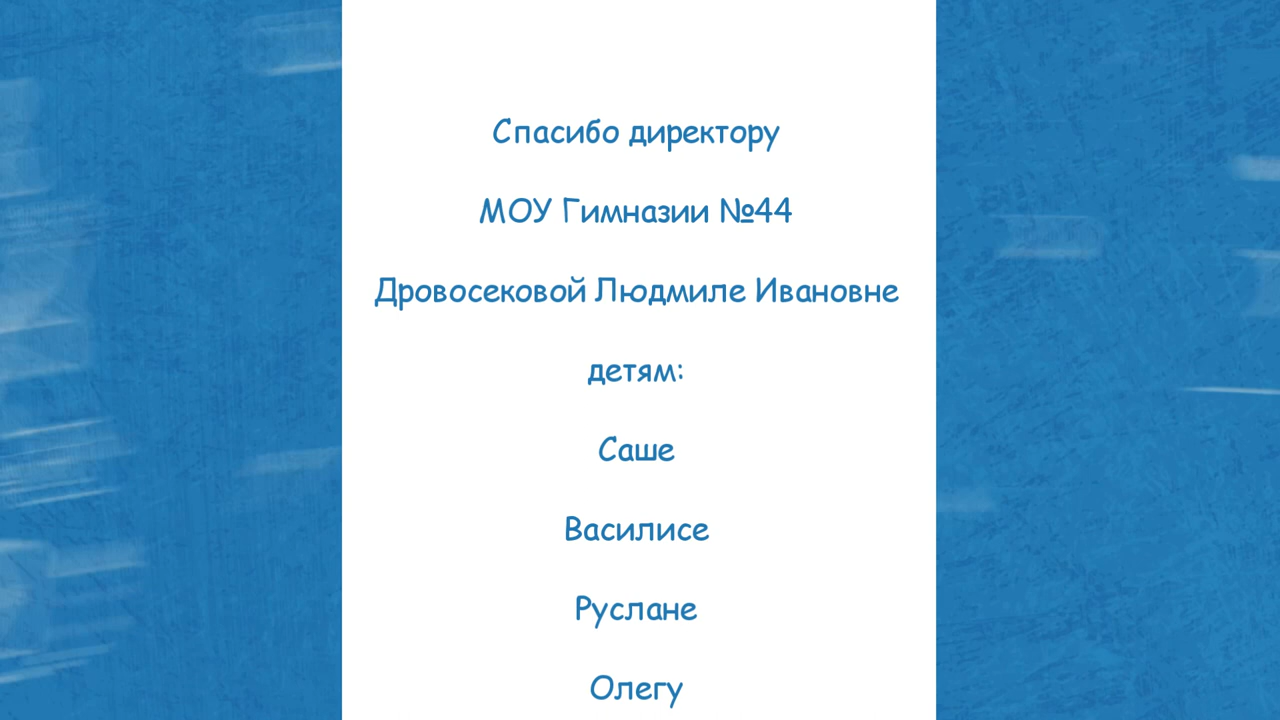 Спасибо директору
МОУ Гимназии №44
Дровосековой Людмиле Ивановне
детям:
Саше
Василисе
Руслане
Олегу